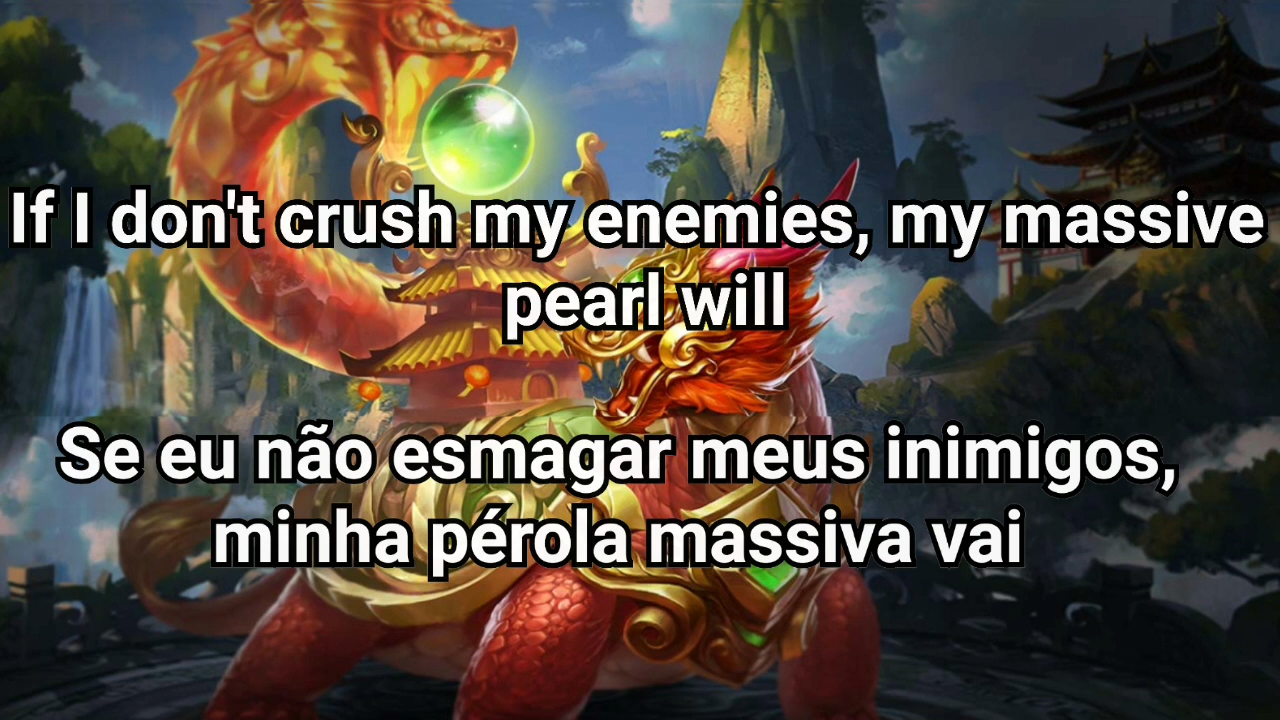 If I don't crush my enemies, my massive
pearl will
Se eu não esmagar meus inimigos,
minha pérola massiva vai